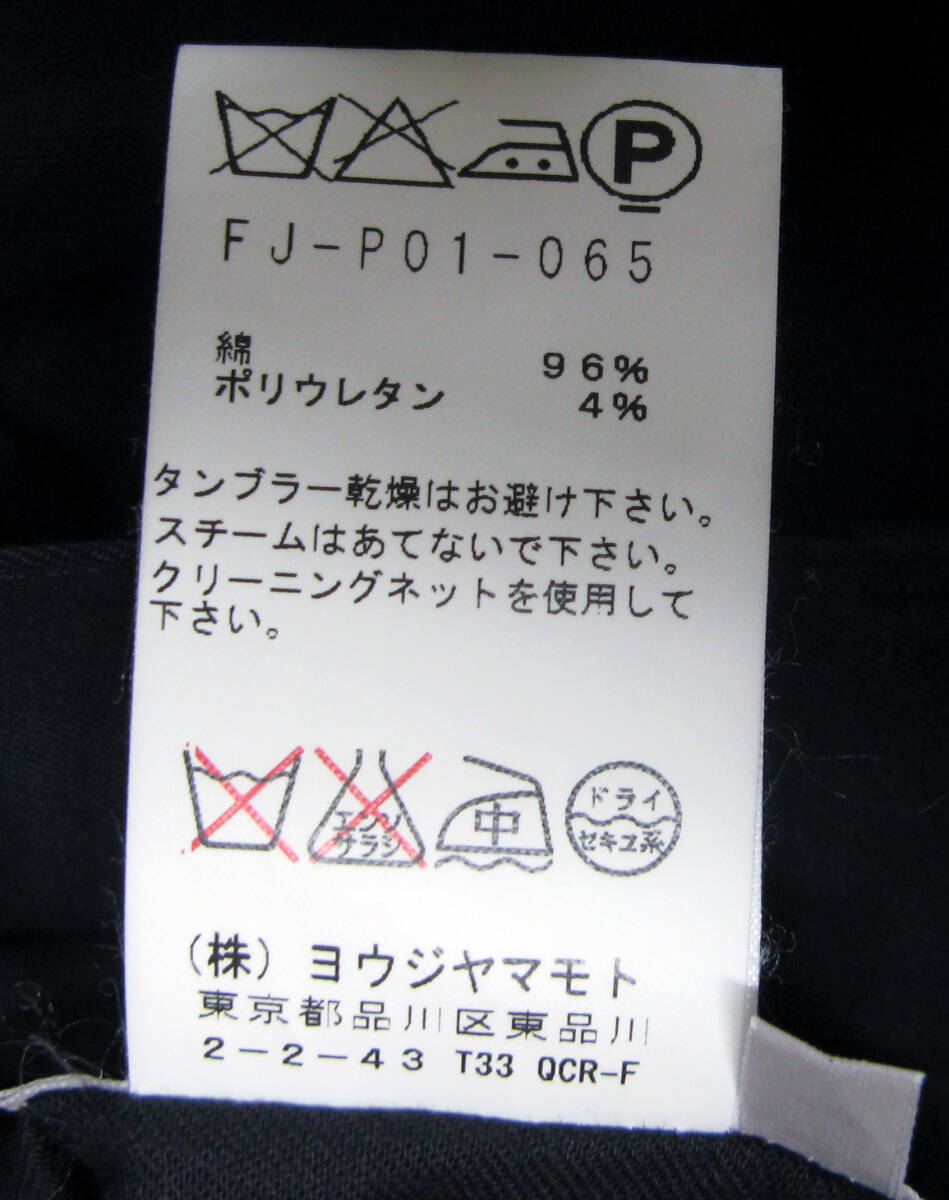 P
FJ-P01-065
綿 96%
ポリウレタン 4%
タンブラー乾燥はお避け下さい。
スチームはあてないで下さい。
クリーニングネットを使用して
下さい。
エンソ
サラシ
中
ドライ
セキユ系
(株) ヨウジヤマモト
東京都品川区東品川
2-2-43 T33 QCR-F